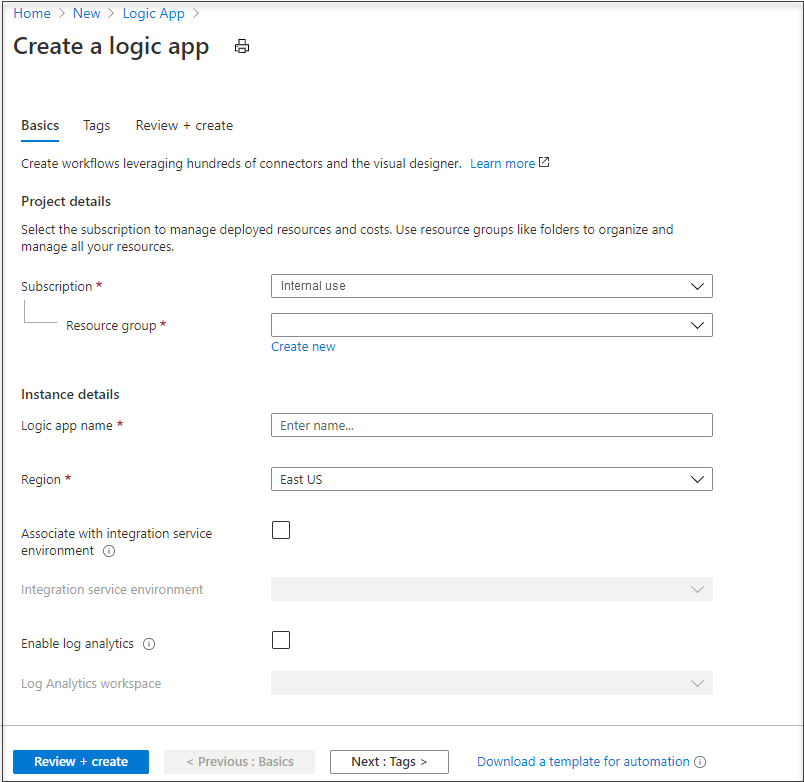 Home > New > Logic App >
Create a logic app
Basics Tags Review + create
Create workflows leveraging hundreds of connectors and the visual designer. Learn more
Project details
Select the subscription to manage deployed resources and costs. Use resource groups like folders to organize and
manage all your resources.
Subscription * Internal use
Resource group *
Create new
Instance details
Logic app name * Enter name...
Region * East US
Associate with integration service
environment
Integration service environment
Enable log analytics
Log Analytics workspace
Review + create < Previous : Basics Next : Tags > Download a template for automation